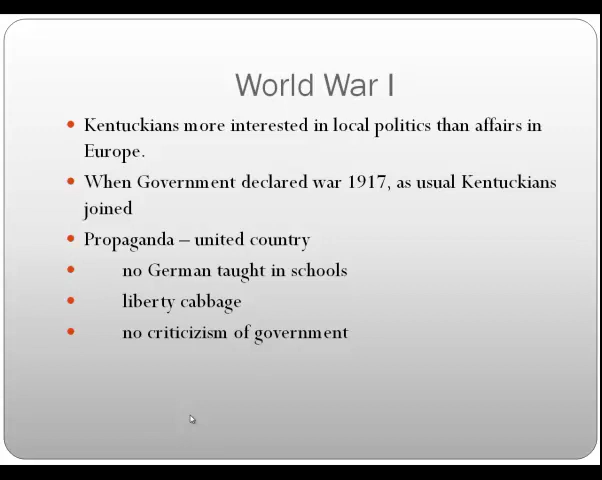 World War I
• Kentuckians more interested in local politics than affairs in
Europe.
• When Government declared war 1917, as usual Kentuckians
joined
• Propaganda – united country
• no German taught in schools
• liberty cabbage
• no criticizism of government